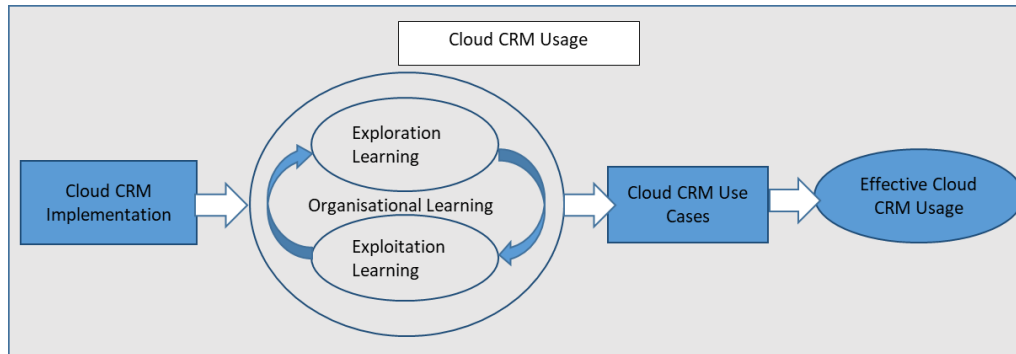 Cloud CRM Usage
Exploration
Learning
Cloud CRM
Implementation
Organisational Learning
Exploitation
Learning
Cloud CRM Use
Cases
Effective Cloud
CRM Usage